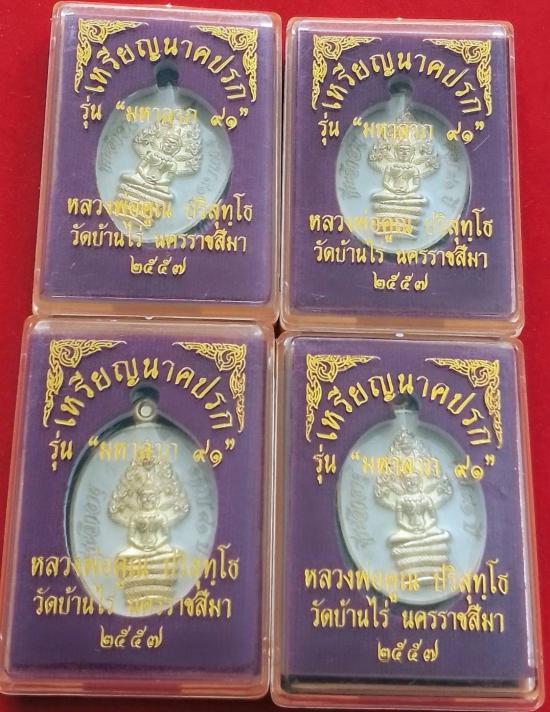 เหรียญนาคปรก
รุ่น “มหาลาภ ๙๑”
หลวงพ่อคูณ ปริสุทฺโธ
วัดบ้านไร่ นครราชสีมา
๒๕๕๗
เหรียญนาคปรก
รุ่น “มหาลาภ ๙๑”
หลวงพ่อคูณ ปริสุทฺโธ
วัดบ้านไร่ นครราชสีมา
๒๕๕๗
เหรียญนาคปรก
รุ่น “มหาลาภ ๙๑”
หลวงพ่อคูณ ปริสุทฺโธ
วัดบ้านไร่ นครราชสีมา
๒๕๕๗
เหรียญนาคปรก
รุ่น “มหาลาภ ๙๑”
หลวงพ่อคูณ ปริสุทฺโธ
วัดบ้านไร่ นครราชสีมา
๒๕๕๗